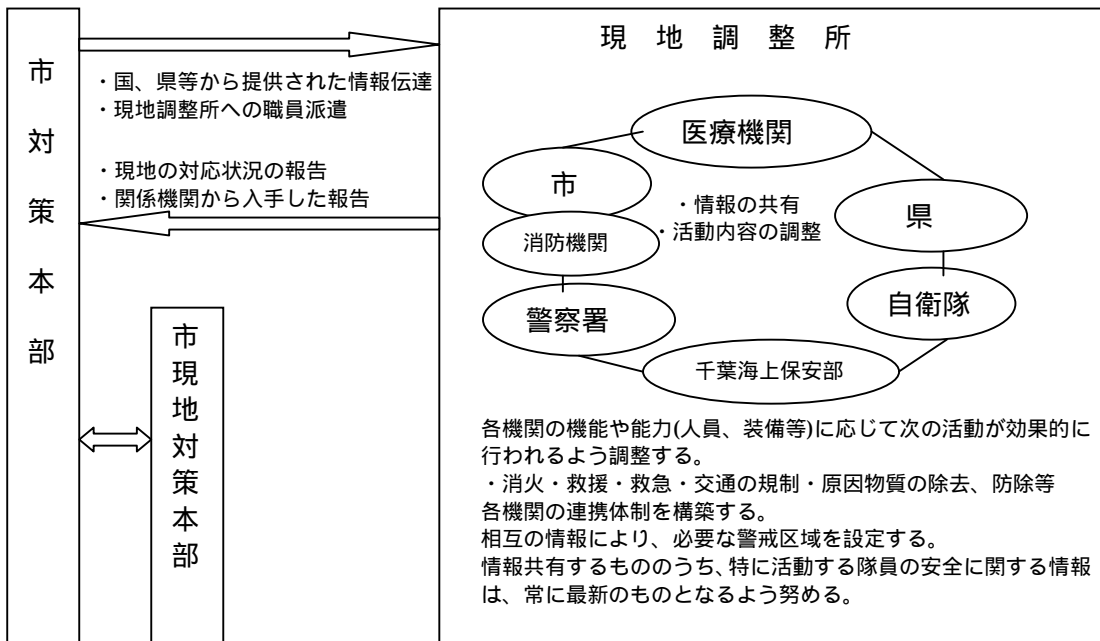 市対策本部
・国、県等から提供された情報伝達
・現地調整所への職員派遣
・現地の対応状況の報告
・関係機関から入手した報告
市現地対策本部
現地調整所
医療機関
市
・情報の共有
・活動内容の調整
県
消防機関
警察署
自衛隊
千葉海上保安部
各機関の機能や能力(人員、装備等)に応じて次の活動が効果的に
行われるよう調整する。
・消火・救援・救急・交通の規制・原因物質の除去、防除等
各機関の連携体制を構築する。
相互の情報により、必要な警戒区域を設定する。
情報共有するもののうち、特に活動する隊員の安全に関する情報
は、常に最新のものとなるよう努める。